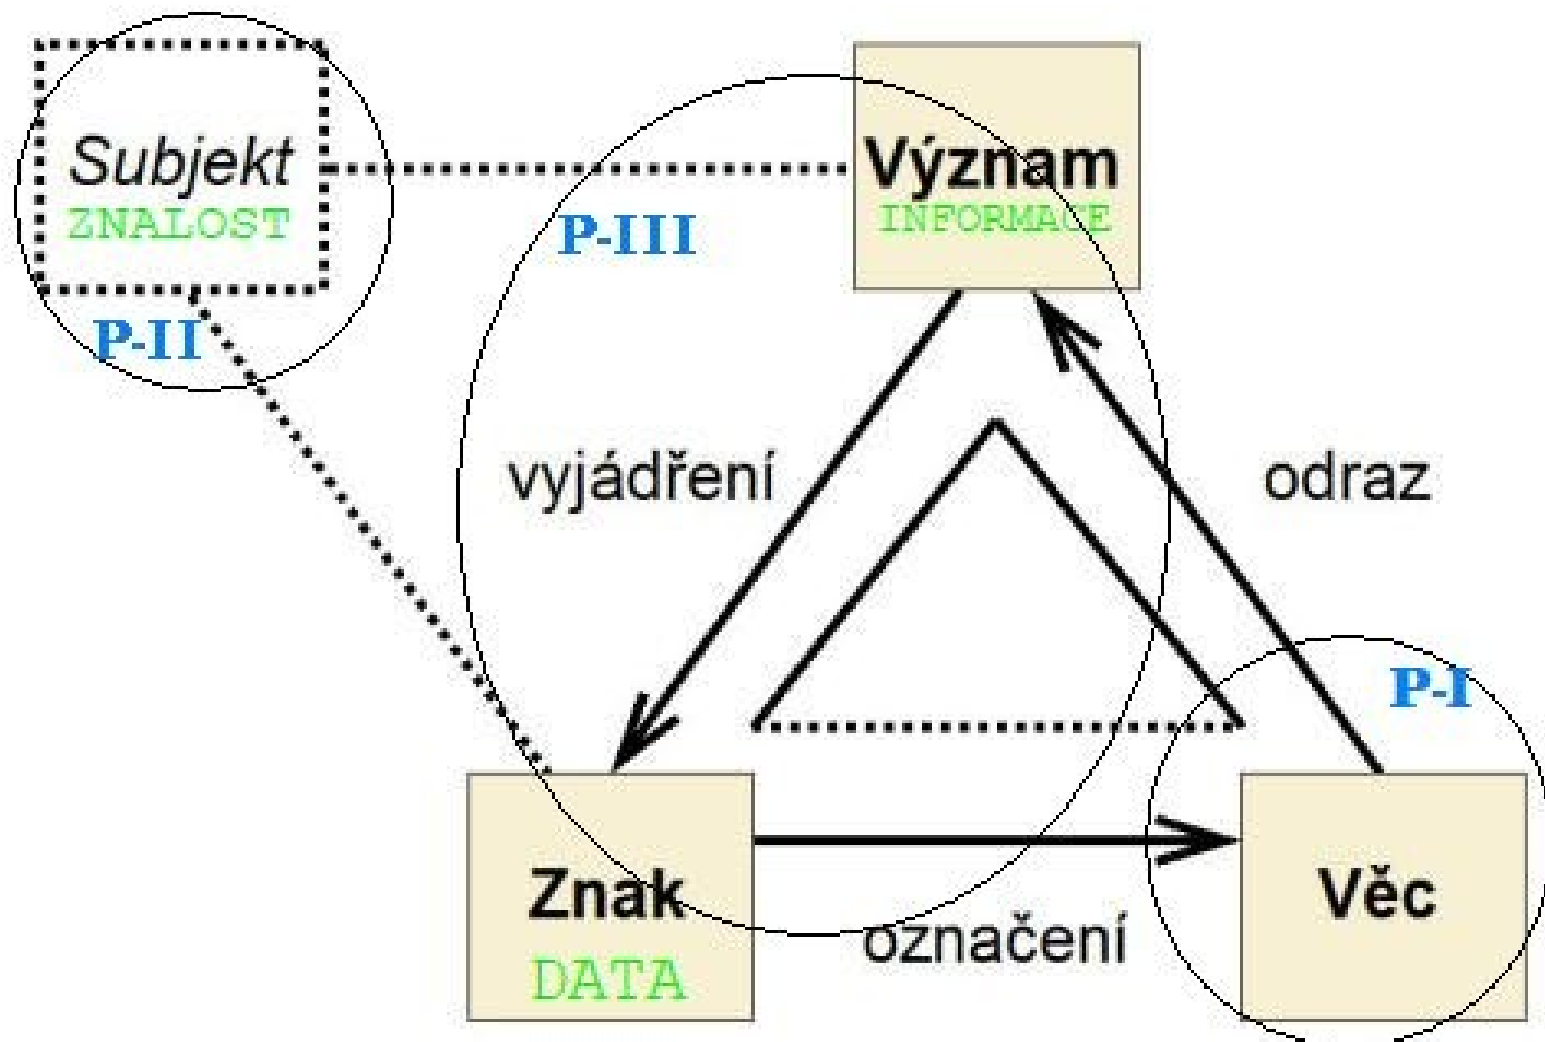 Subjekt
ZNALOST
P-II
P-III
Význam
INFORMACE
vyjádření
odraz
P-I
Znak
DATA
označení
Věc